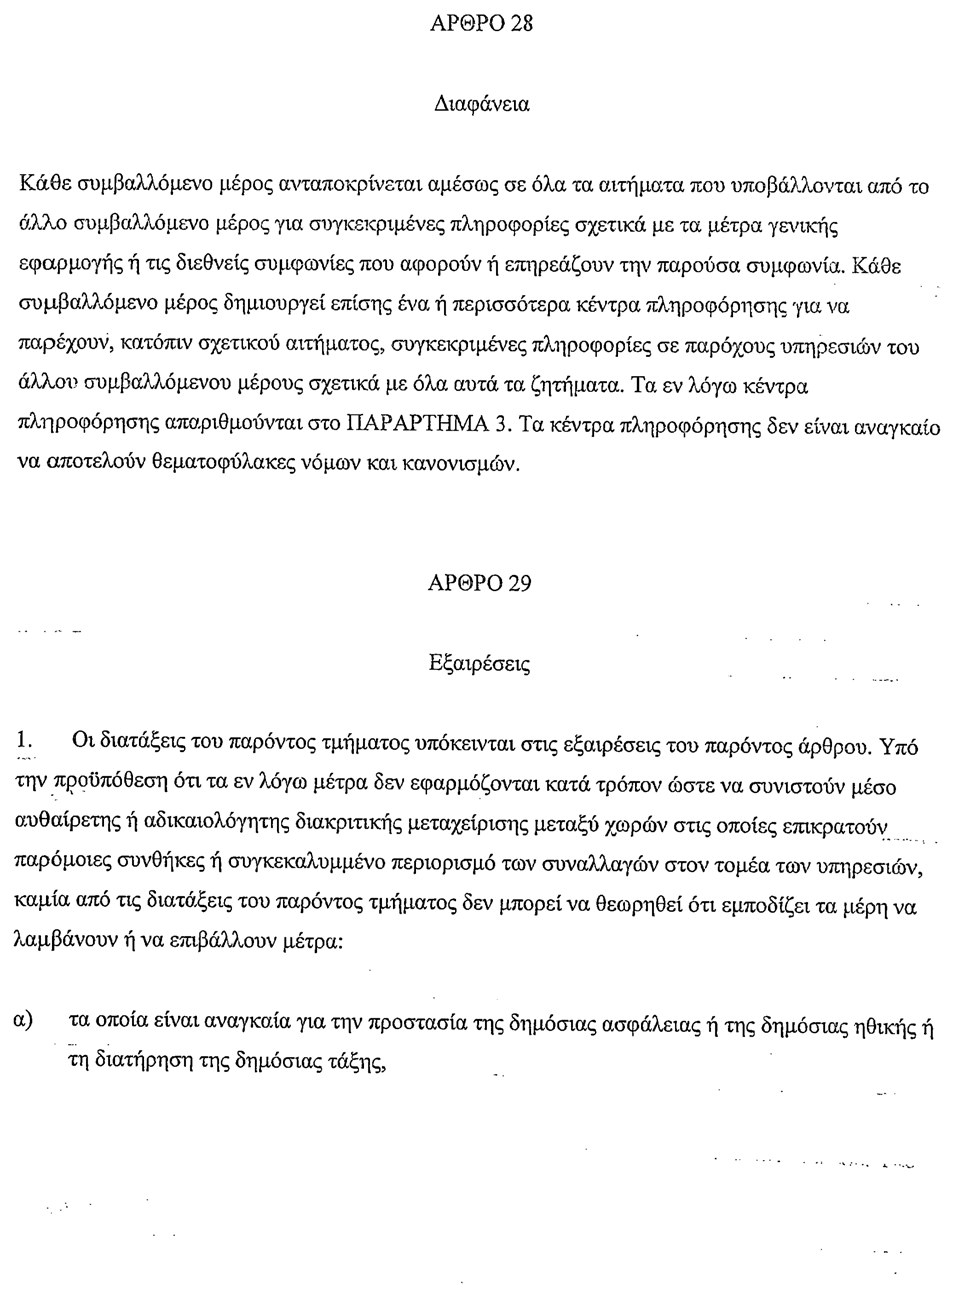 ΑΡΘΡΟ 28
Διαφάνεια
Κάθε συμβαλλόμενο μέρος ανταποκρίνεται αμέσως σε όλα τα αιτήματα που υποβάλλονται από το
άλλο συμβαλλόμενο μέρος για συγκεκριμένες πληροφορίες σχετικά με τα μέτρα γενικής
εφαρμογής ή τις διεθνείς συμφωνίες που αφορούν ή επηρεάζουν την παρούσα συμφωνία. Κάθε
συμβαλλόμενο μέρος δημιουργεί επίσης ένα ή περισσότερα κέντρα πληροφόρησης για να
παρέχουν, κατόπιν σχετικού αιτήματος, συγκεκριμένες πληροφορίες σε παρόχους υπηρεσιών του
άλλου συμβαλλόμενου μέρους σχετικά με όλα αυτά τα ζητήματα. Τα εν λόγω κέντρα
πληροφόρησης απαριθμούνται στο ΠΑΡΑΡΤΗΜΑ 3. Τα κέντρα πληροφόρησης δεν είναι αναγκαίο
να αποτελούν θεματοφύλακες νόμων και κανονισμών.
ΑΡΘΡΟ 29
Εξαιρέσεις
1. Οι διατάξεις του παρόντος τμήματος υπόκεινται στις εξαιρέσεις του παρόντος άρθρου. Υπό
την προϋπόθεση ότι τα εν λόγω μέτρα δεν εφαρμόζονται κατά τρόπον ώστε να συνιστούν μέσο
αυθαίρετης ή αδικαιολόγητης διακριτικής μεταχείρισης μεταξύ χωρών στις οποίες επικρατούν
παρόμοιες συνθήκες ή συγκεκαλυμμένο περιορισμό των συναλλαγών στον τομέα των υπηρεσιών,
καμία από τις διατάξεις του παρόντος τμήματος δεν μπορεί να θεωρηθεί ότι εμποδίζει τα μέρη να
λαμβάνουν ή να επιβάλλουν μέτρα:
α) τα οποία είναι αναγκαία για την προστασία της δημόσιας ασφάλειας ή της δημόσιας ηθικής ή
τη διατήρηση της δημόσιας τάξης,